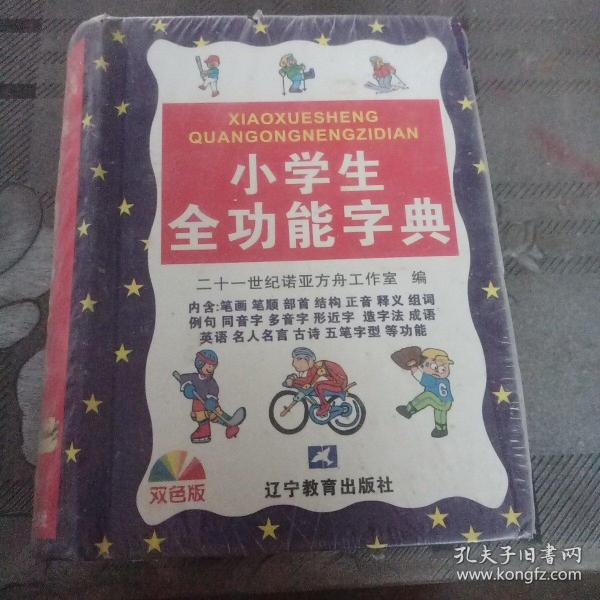 XIAOXUESHENG
QUANGONGNENGZIDIAN
小学生
全功能字典
二十一世纪诺亚方舟工作室 编
内含:笔画 笔顺 部首 结构 正音 释义 组词
例句 同音字 多音字 形近字 造字法 成语
英语 名人名言 古诗 五笔字型 等功能
6
双色版
辽宁教育出版社
孔夫子旧书网
www.kongfz.com